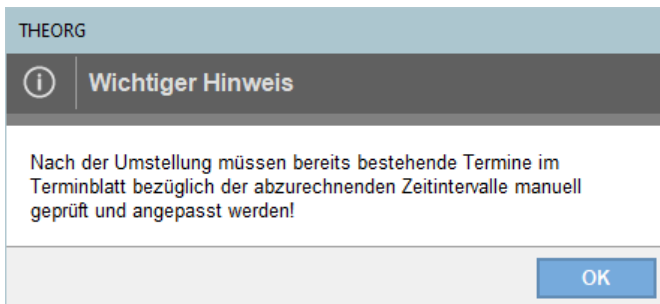 THEORG
Wichtiger Hinweis
Nach der Umstellung müssen bereits bestehende Termine im
Terminblatt bezüglich der abzurechnenden Zeitintervalle manuell
geprüft und angepasst werden!
OK